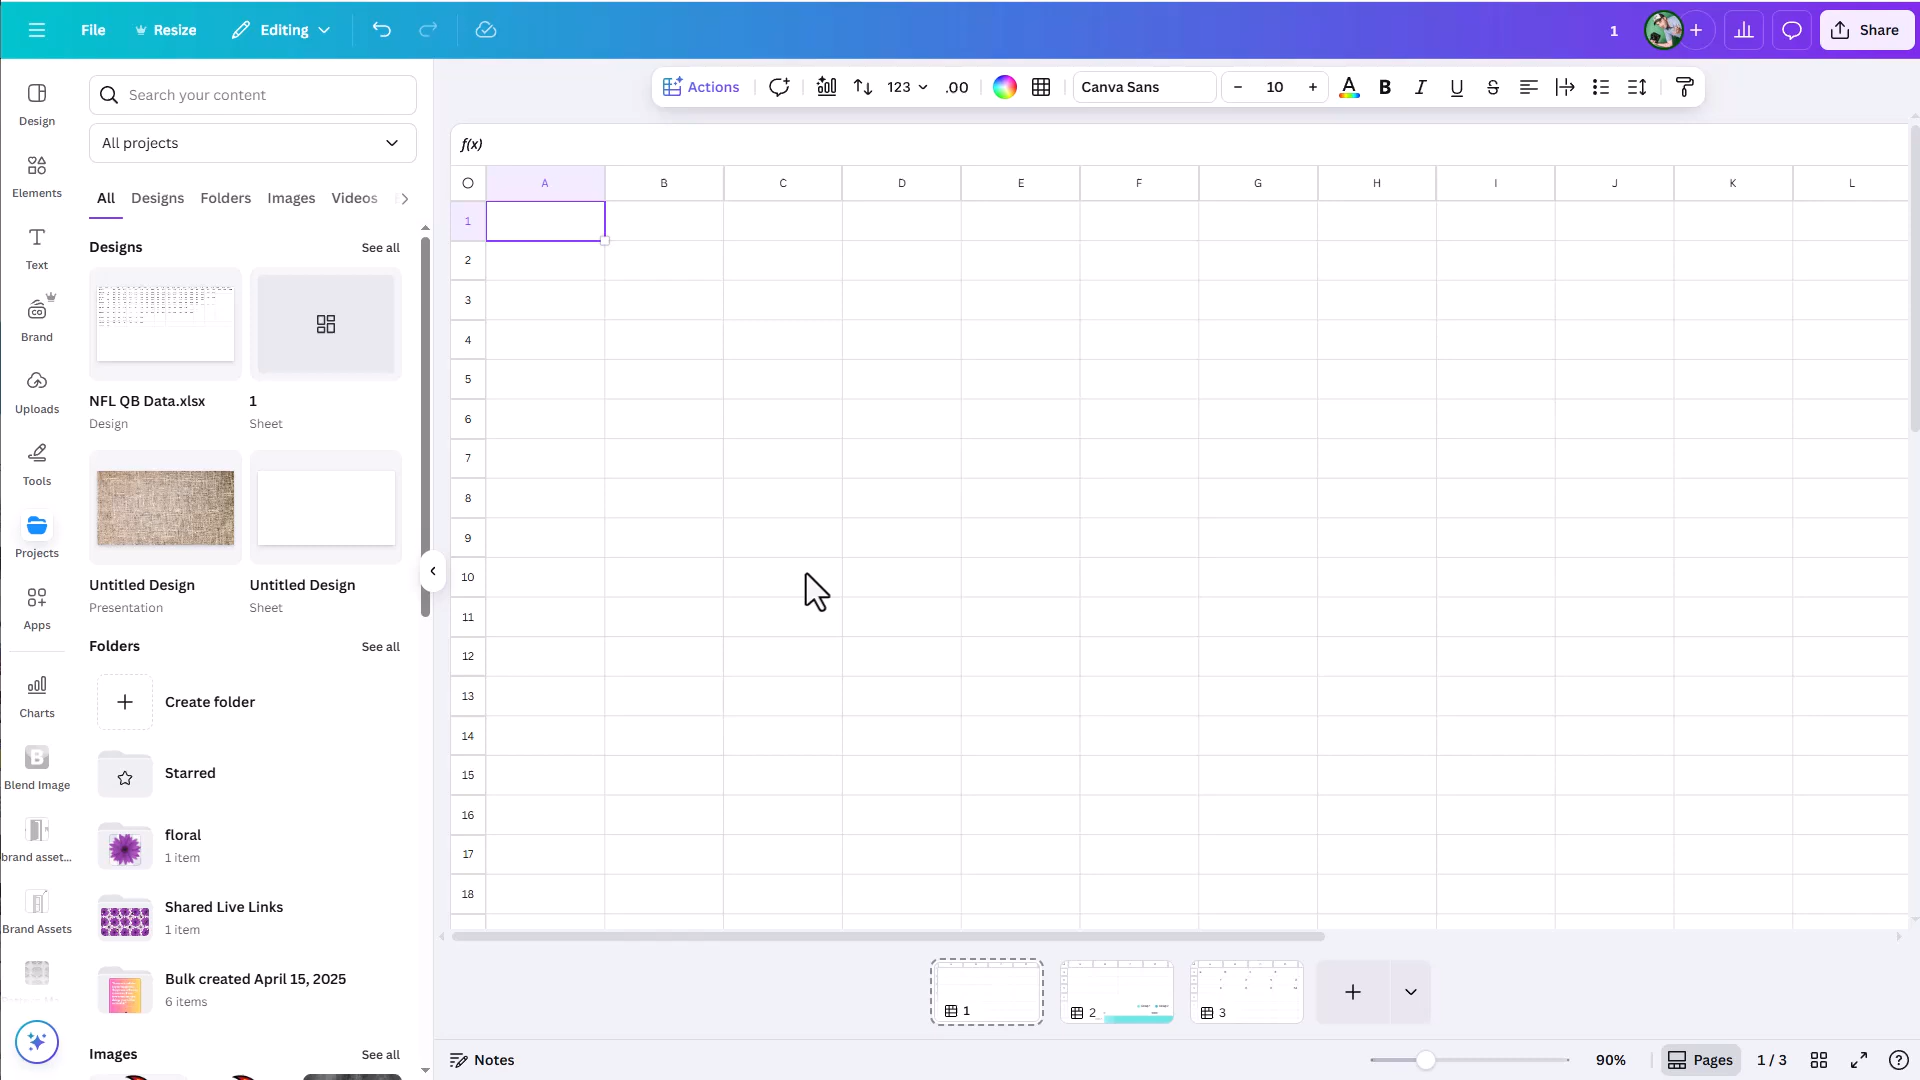 File
Resize
Editing
1
Share
Design
Elements
Text
Brand
Uploads
Tools
Projects
Apps
Charts
Blend Image
brand asset...
Brand Assets
Search your content
All projects
All Designs Folders Images Videos
Designs See all
NFL QB Data.xlsx
Design
1
Sheet
Untitled Design
Presentation
Untitled Design
Sheet
Folders See all
Create folder
Starred
floral
1 item
Shared Live Links
1 item
Bulk created April 15, 2025
6 items
Images See all
Actions 123 .00 Canva Sans - 10 + A B I U S
f(x)
A B C D E F G H I J K L
1
2
3
4
5
6
7
8
9
10
11
12
13
14
15
16
17
18
1 2 3
Notes
90% Pages 1 / 3